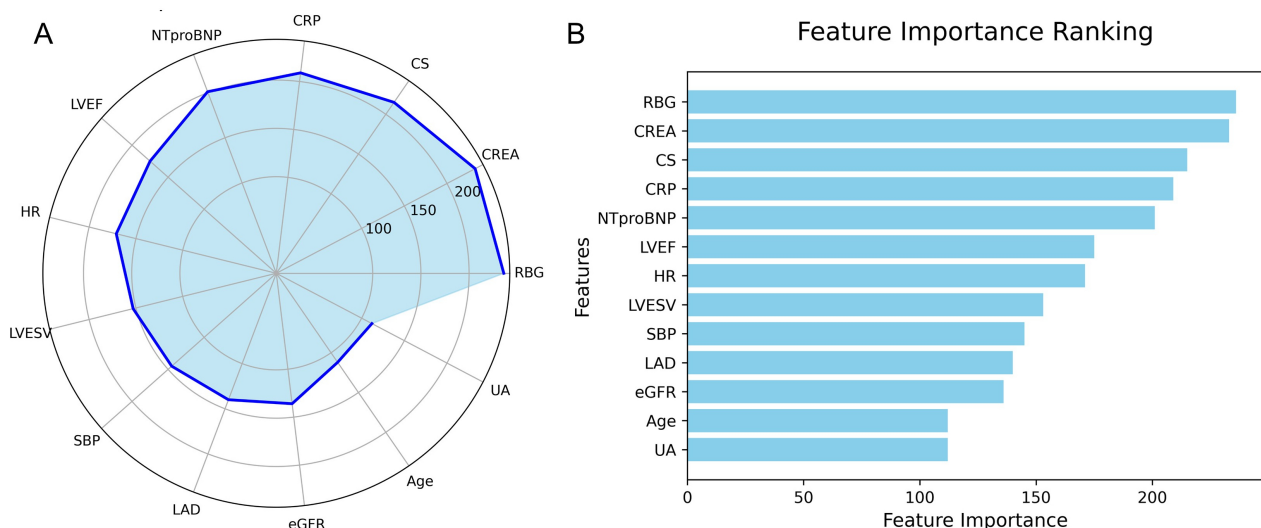 A
CRP
NTproBNP
CS
LVEF
CREA
200
150
HR
100
RBG
LVESV
UA
SBP
Age
LAD
eGFR
B
Feature Importance Ranking
Features
RBG
CREA
CS
CRP
NTproBNP
LVEF
HR
LVESV
SBP
LAD
eGFR
Age
UA
0 50 100 150 200
Feature Importance